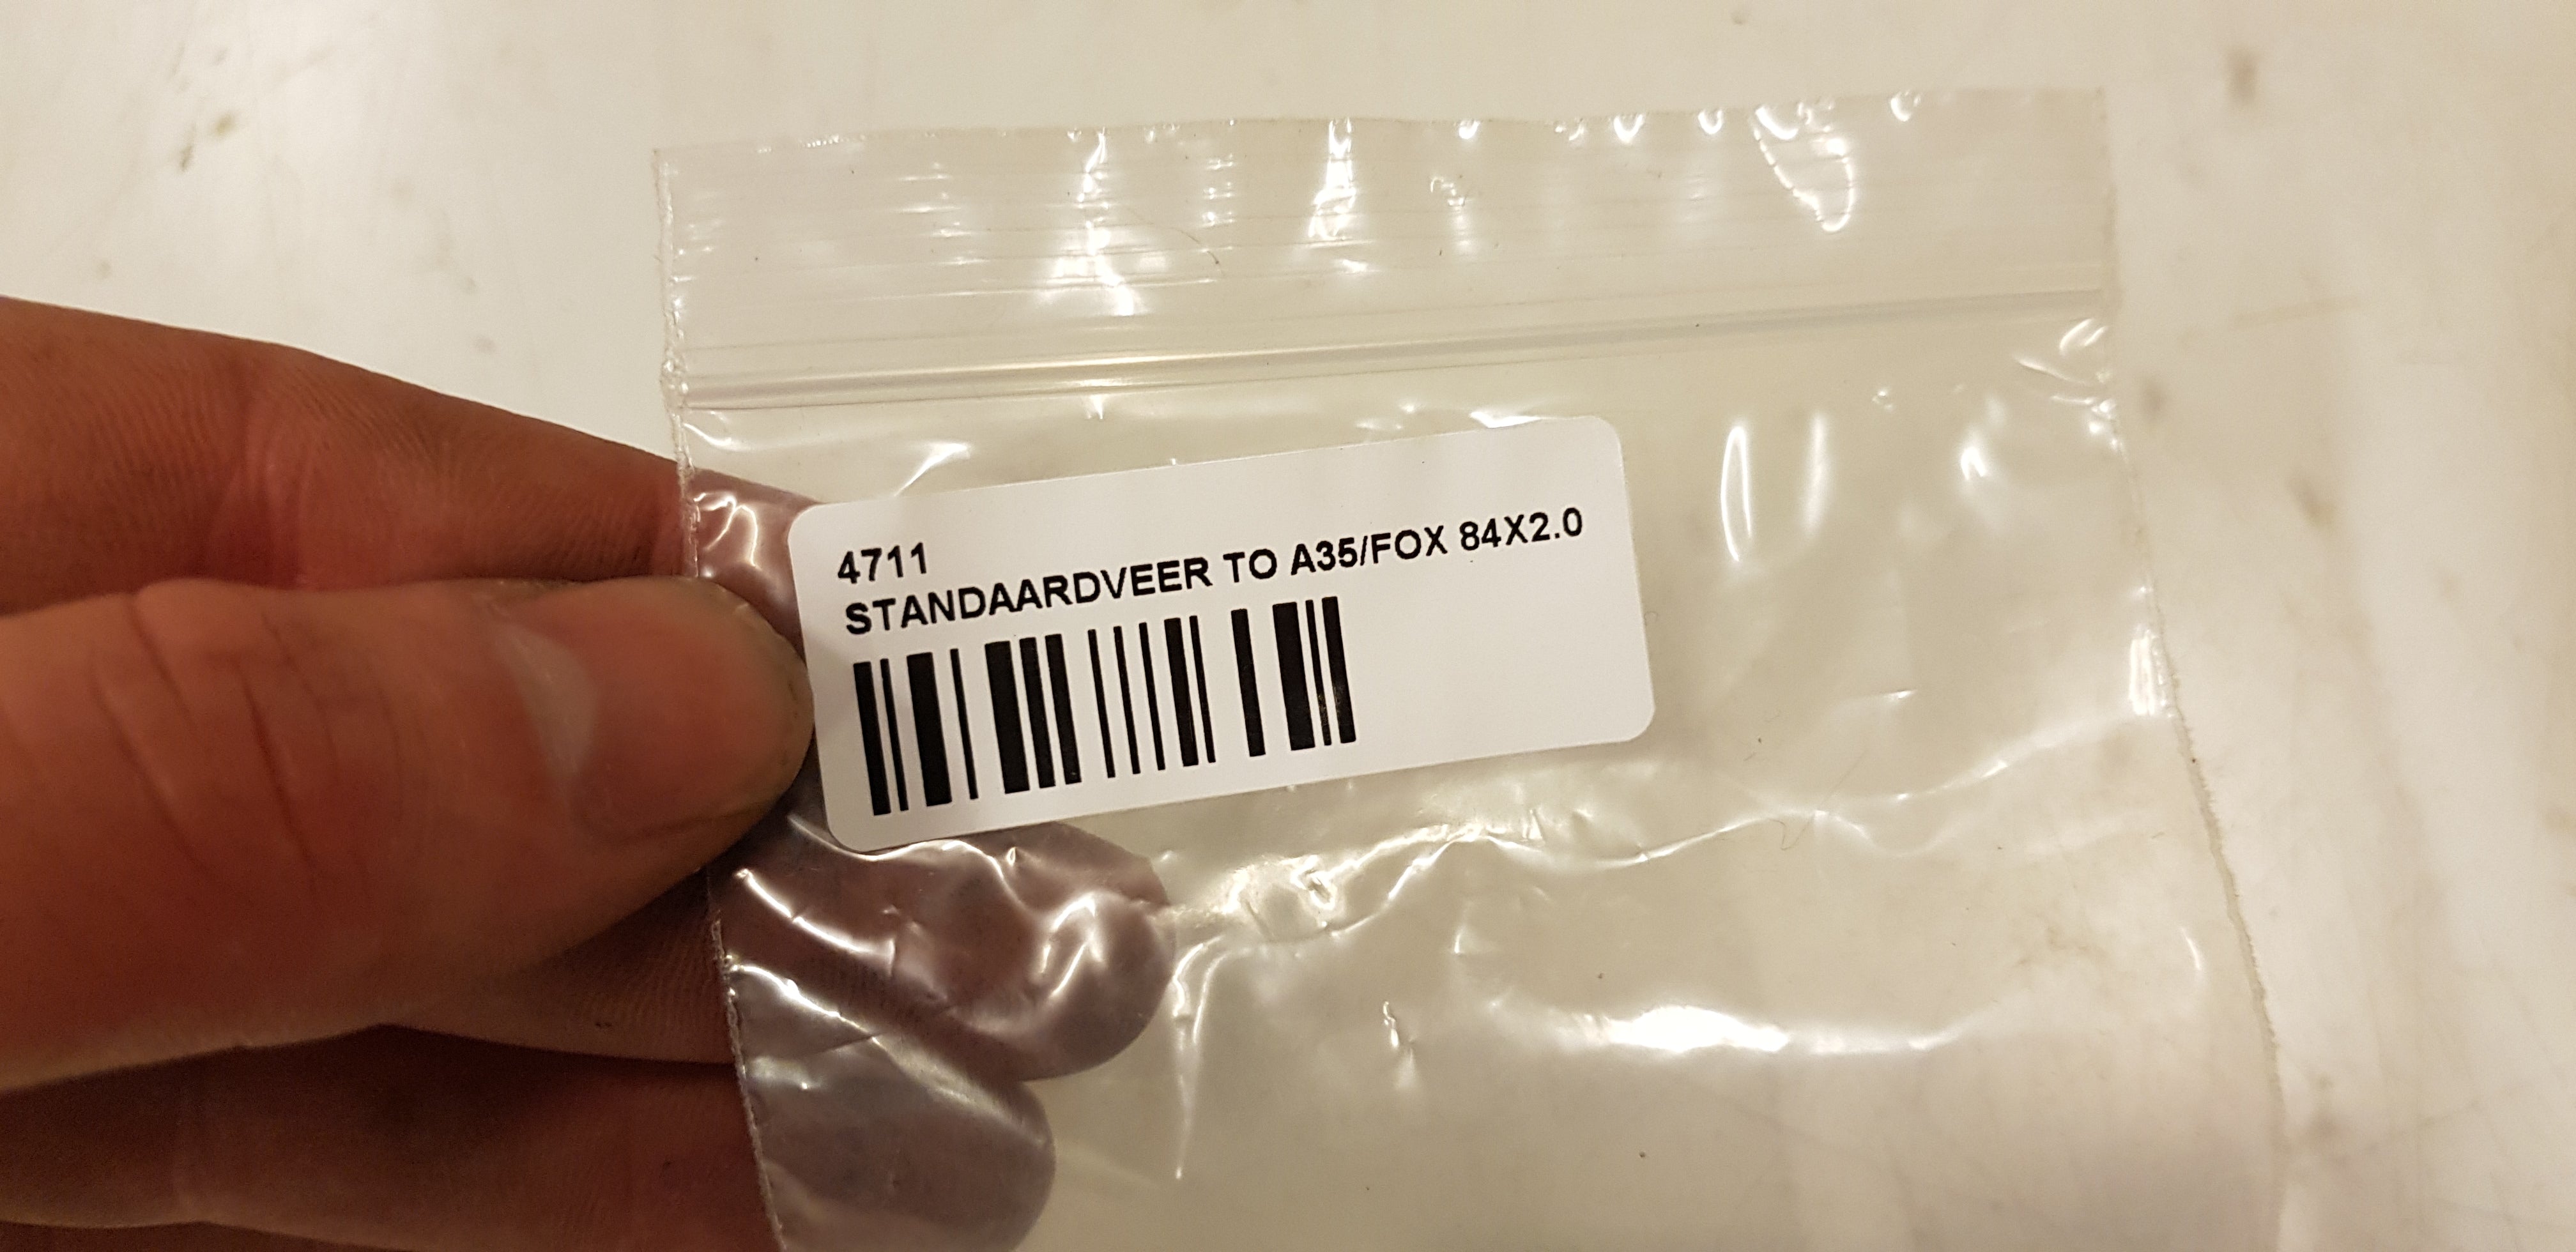 4711
STANDAARDVEER TO A35/FOX 84X2.0